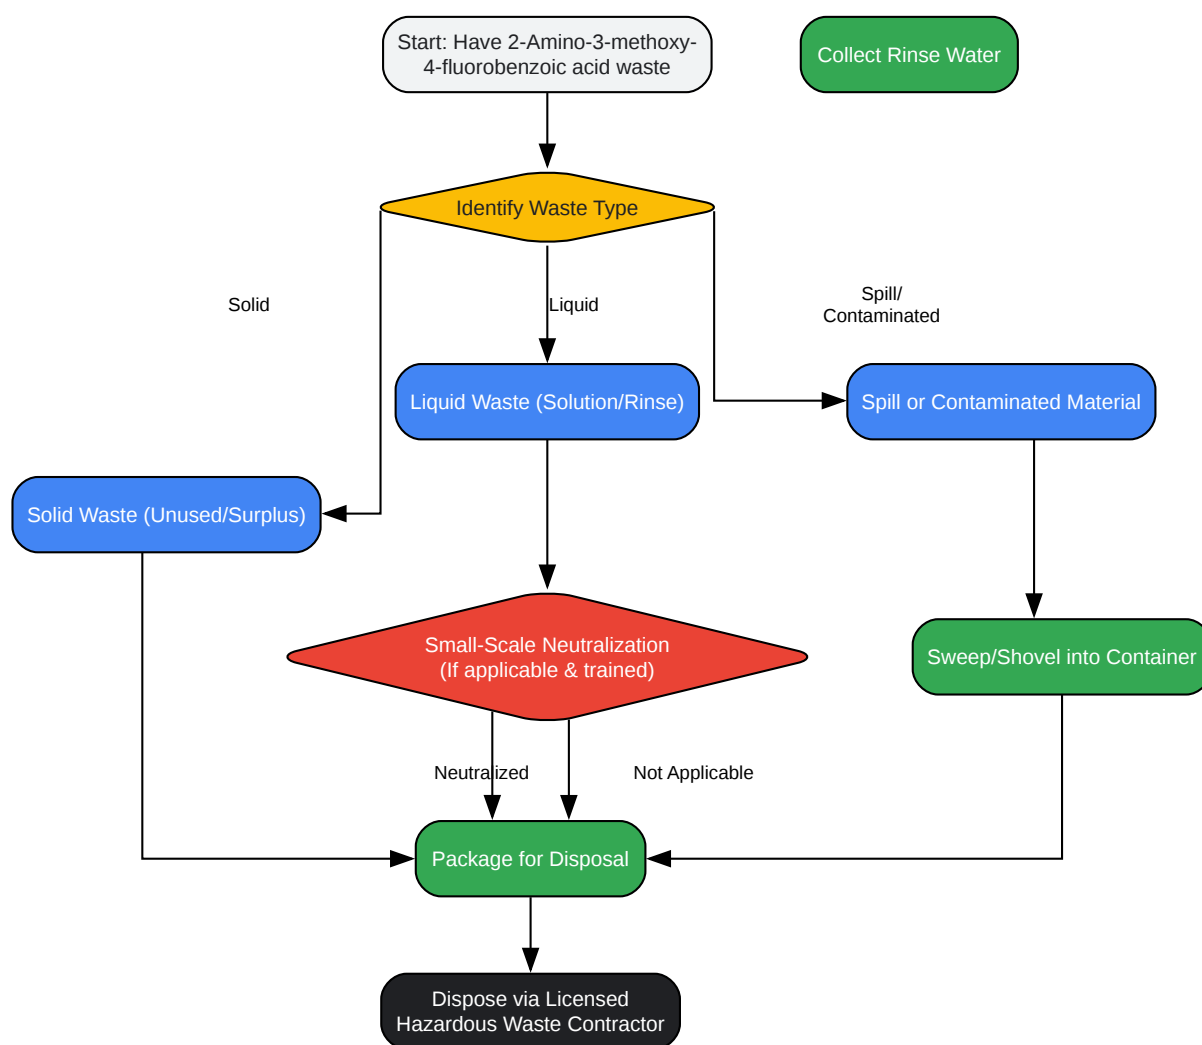 Start: Have 2-Amino-3-methoxy-
4-fluorobenzoic acid waste
Collect Rinse Water
Identify Waste Type
Solid
Liquid
Spill/
Contaminated
Liquid Waste (Solution/Rinse)
Spill or Contaminated Material
Solid Waste (Unused/Surplus)
Small-Scale Neutralization
(If applicable & trained)
Sweep/Shovel into Container
Neutralized
Not Applicable
Package for Disposal
Dispose via Licensed
Hazardous Waste Contractor